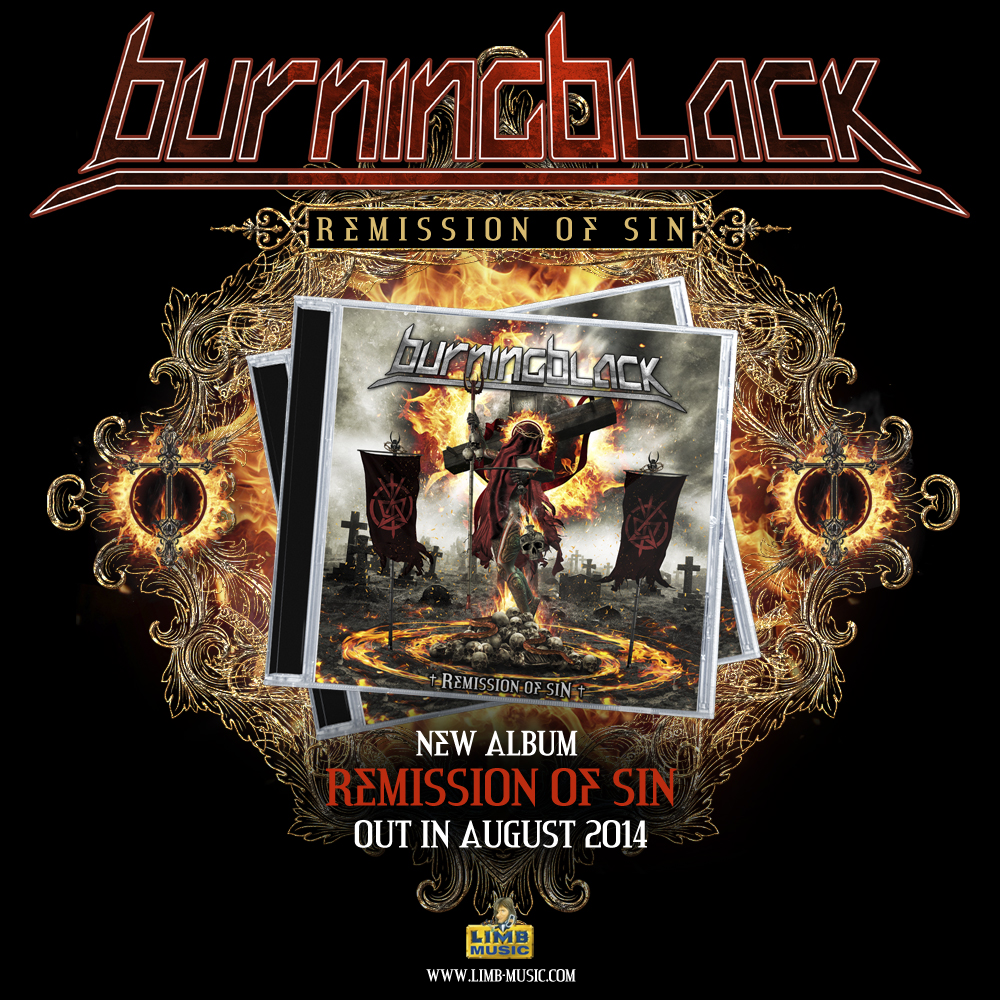 burningblack
REMISSION OF SIN
burningblack
† REMISSION OF SIN †
NEW ALBUM
REMISSION OF SIN
OUT IN AUGUST 2014
LIMB
MUSIC
WWW.LIMB-MUSIC.COM